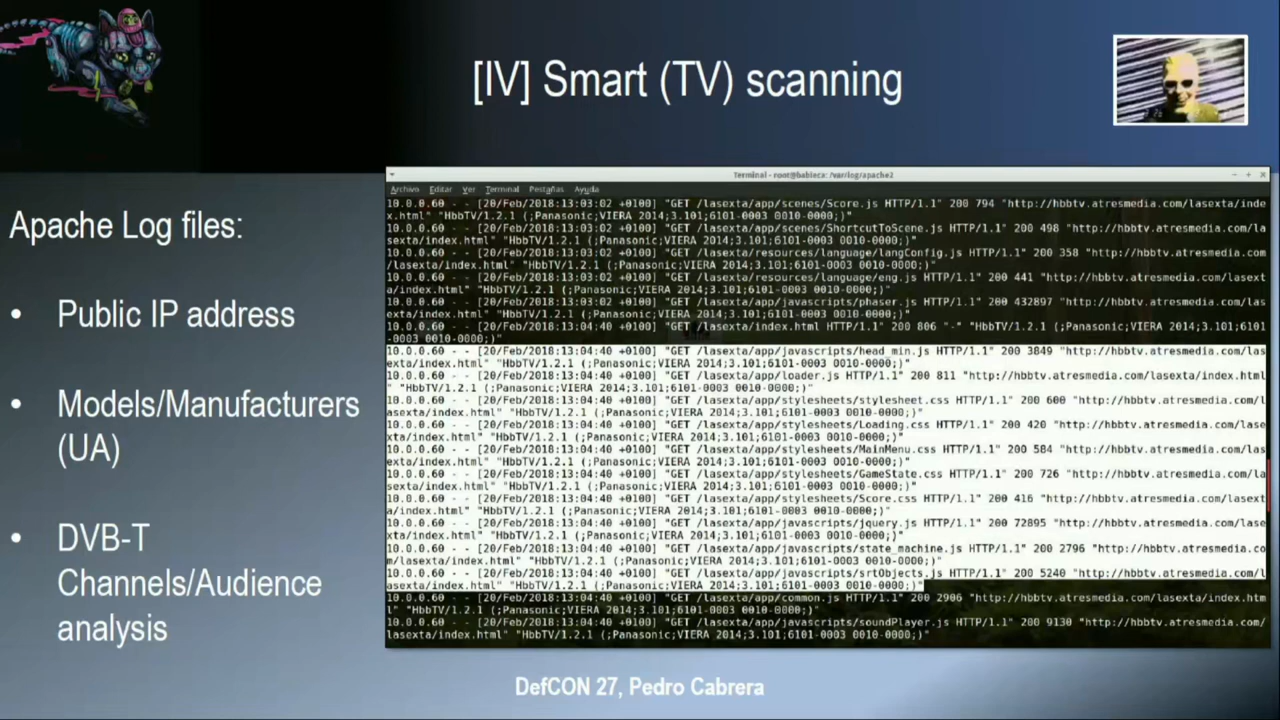 [IV] Smart (TV) scanning
Apache Log files:
• Public IP address
• Models/Manufacturers
(UA)
• DVB-T
Channels/Audience
analysis
Terminal - root@babieca: /var/log/apache2
Archivo Editar Ver Terminal Pestañas Ayuda
10.0.0.60 - - [20/Feb/2018:13:03:02 +0100] "GET /lasexta/app/scenes/Score.js HTTP/1.1" 200 794 "http://hbbtv.atresmedia.com/lasexta/inde
x.html" "HbbTV/1.2.1 (;Panasonic;VIERA 2014;3.101;6101-0003 0010-0000;)"
10.0.0.60 - - [20/Feb/2018:13:03:02 +0100] "GET /lasexta/app/scenes/ShortcutToScene.js HTTP/1.1" 200 498 "http://hbbtv.atresmedia.com/la
sexta/index.html" "HbbTV/1.2.1 (;Panasonic;VIERA 2014;3.101;6101-0003 0010-0000;)"
10.0.0.60 - - [20/Feb/2018:13:03:02 +0100] "GET /lasexta/resources/language/langConfig.js HTTP/1.1" 200 358 "http://hbbtv.atresmedia.com
/lasexta/index.html" "HbbTV/1.2.1 (;Panasonic;VIERA 2014;3.101;6101-0003 0010-0000;)"
10.0.0.60 - - [20/Feb/2018:13:03:02 +0100] "GET /lasexta/resources/language/eng.js HTTP/1.1" 200 441 "http://hbbtv.atresmedia.com/lasext
a/index.html" "HbbTV/1.2.1 (;Panasonic;VIERA 2014;3.101;6101-0003 0010-0000;)"
10.0.0.60 - - [20/Feb/2018:13:03:02 +0100] "GET /lasexta/app/javascripts/phaser.js HTTP/1.1" 200 432897 "http://hbbtv.atresmedia.com/las
exta/index.html" "HbbTV/1.2.1 (;Panasonic;VIERA 2014;3.101;6101-0003 0010-0000;)"
10.0.0.60 - - [20/Feb/2018:13:04:40 +0100] "GET /lasexta/index.html HTTP/1.1" 200 806 "-" "HbbTV/1.2.1 (;Panasonic;VIERA 2014;3.101;6101
-0003 0010-0000;)"
10.0.0.60 - - [20/Feb/2018:13:04:40 +0100] "GET /lasexta/app/javascripts/head_min.js HTTP/1.1" 200 3849 "http://hbbtv.atresmedia.com/las
exta/index.html" "HbbTV/1.2.1 (;Panasonic;VIERA 2014;3.101;6101-0003 0010-0000;)"
10.0.0.60 - - [20/Feb/2018:13:04:40 +0100] "GET /lasexta/app/loader.js HTTP/1.1" 200 811 "http://hbbtv.atresmedia.com/lasexta/index.html
" "HbbTV/1.2.1 (;Panasonic;VIERA 2014;3.101;6101-0003 0010-0000;)"
10.0.0.60 - - [20/Feb/2018:13:04:40 +0100] "GET /lasexta/app/stylesheets/stylesheet.css HTTP/1.1" 200 600 "http://hbbtv.atresmedia.com/l
asexta/index.html" "HbbTV/1.2.1 (;Panasonic;VIERA 2014;3.101;6101-0003 0010-0000;)"
10.0.0.60 - - [20/Feb/2018:13:04:40 +0100] "GET /lasexta/app/stylesheets/Loading.css HTTP/1.1" 200 420 "http://hbbtv.atresmedia.com/lase
xta/index.html" "HbbTV/1.2.1 (;Panasonic;VIERA 2014;3.101;6101-0003 0010-0000;)"
10.0.0.60 - - [20/Feb/2018:13:04:40 +0100] "GET /lasexta/app/stylesheets/MainMenu.css HTTP/1.1" 200 584 "http://hbbtv.atresmedia.com/las
exta/index.html" "HbbTV/1.2.1 (;Panasonic;VIERA 2014;3.101;6101-0003 0010-0000;)"
10.0.0.60 - - [20/Feb/2018:13:04:40 +0100] "GET /lasexta/app/stylesheets/GameState.css HTTP/1.1" 200 726 "http://hbbtv.atresmedia.com/la
sexta/index.html" "HbbTV/1.2.1 (;Panasonic;VIERA 2014;3.101;6101-0003 0010-0000;)"
10.0.0.60 - - [20/Feb/2018:13:04:40 +0100] "GET /lasexta/app/stylesheets/Score.css HTTP/1.1" 200 416 "http://hbbtv.atresmedia.com/lasext
a/index.html" "HbbTV/1.2.1 (;Panasonic;VIERA 2014;3.101;6101-0003 0010-0000;)"
10.0.0.60 - - [20/Feb/2018:13:04:40 +0100] "GET /lasexta/app/javascripts/jquery.js HTTP/1.1" 200 72895 "http://hbbtv.atresmedia.com/lase
xta/index.html" "HbbTV/1.2.1 (;Panasonic;VIERA 2014;3.101;6101-0003 0010-0000;)"
10.0.0.60 - - [20/Feb/2018:13:04:40 +0100] "GET /lasexta/app/javascripts/state_machine.js HTTP/1.1" 200 2796 "http://hbbtv.atresmedia.co
m/lasexta/index.html" "HbbTV/1.2.1 (;Panasonic;VIERA 2014;3.101;6101-0003 0010-0000;)"
10.0.0.60 - - [20/Feb/2018:13:04:40 +0100] "GET /lasexta/app/javascripts/srtObjects.js HTTP/1.1" 200 5240 "http://hbbtv.atresmedia.com/l
asexta/index.html" "HbbTV/1.2.1 (;Panasonic;VIERA 2014;3.101;6101-0003 0010-0000;)"
10.0.0.60 - - [20/Feb/2018:13:04:40 +0100] "GET /lasexta/app/common.js HTTP/1.1" 200 2906 "http://hbbtv.atresmedia.com/lasexta/index.htm
l" "HbbTV/1.2.1 (;Panasonic;VIERA 2014;3.101;6101-0003 0010-0000;)"
10.0.0.60 - - [20/Feb/2018:13:04:40 +0100] "GET /lasexta/app/javascripts/soundPlayer.js HTTP/1.1" 200 9130 "http://hbbtv.atresmedia.com/
lasexta/index.html" "HbbTV/1.2.1 (;Panasonic;VIERA 2014;3.101;6101-0003 0010-0000;)"
DefCON 27, Pedro Cabrera